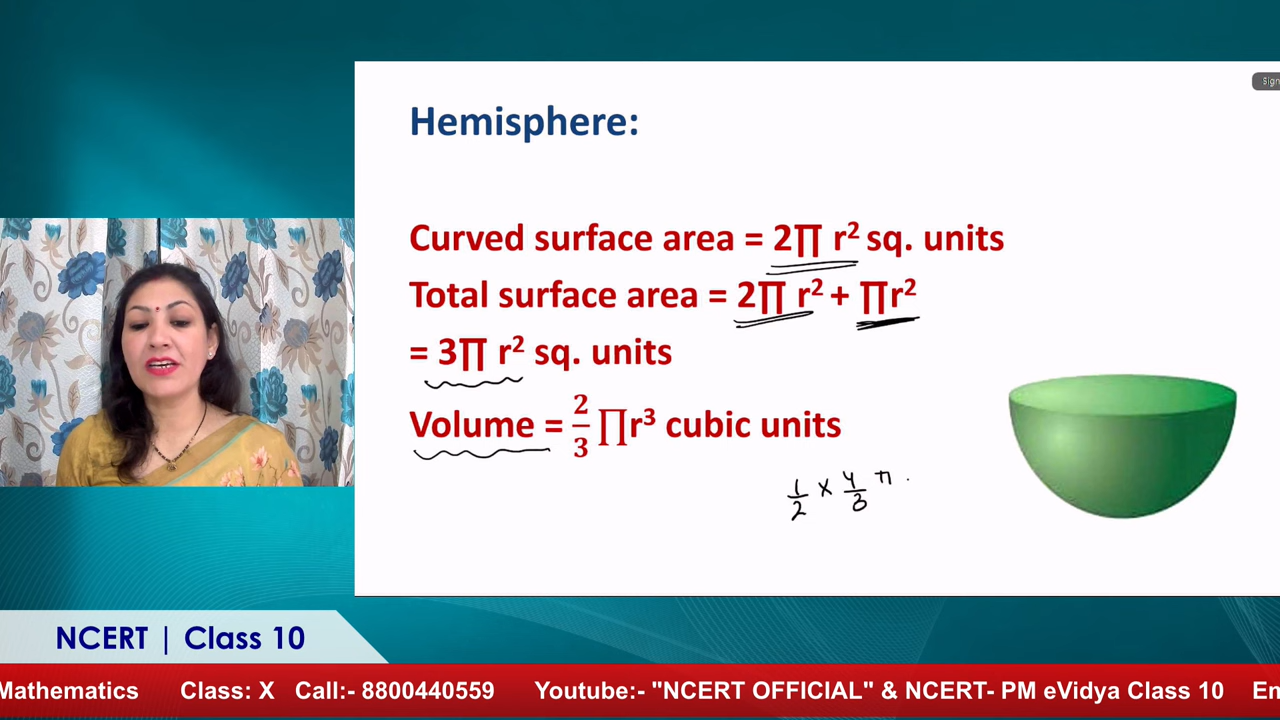 Sign
Hemisphere:
Curved surface area = 2∏ r² sq. units
Total surface area = 2∏ r² + ∏r²
= 3∏ r² sq. units
Volume = 2/3 ∏r³ cubic units
1/2 × 4/3 π .
NCERT | Class 10
Mathematics Class: X Call:- 8800440559 Youtube:- "NCERT OFFICIAL" & NCERT- PM eVidya Class 10 En